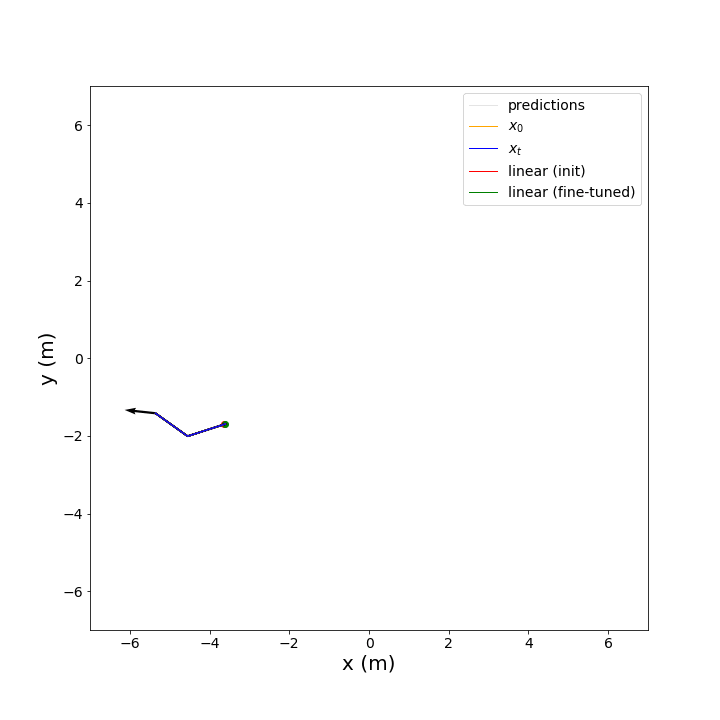 predictions
x₀
xₜ
linear (init)
linear (fine-tuned)
6
4
2
0
−2
−4
−6
y (m)
−6
−4
−2
0
2
4
6
x (m)